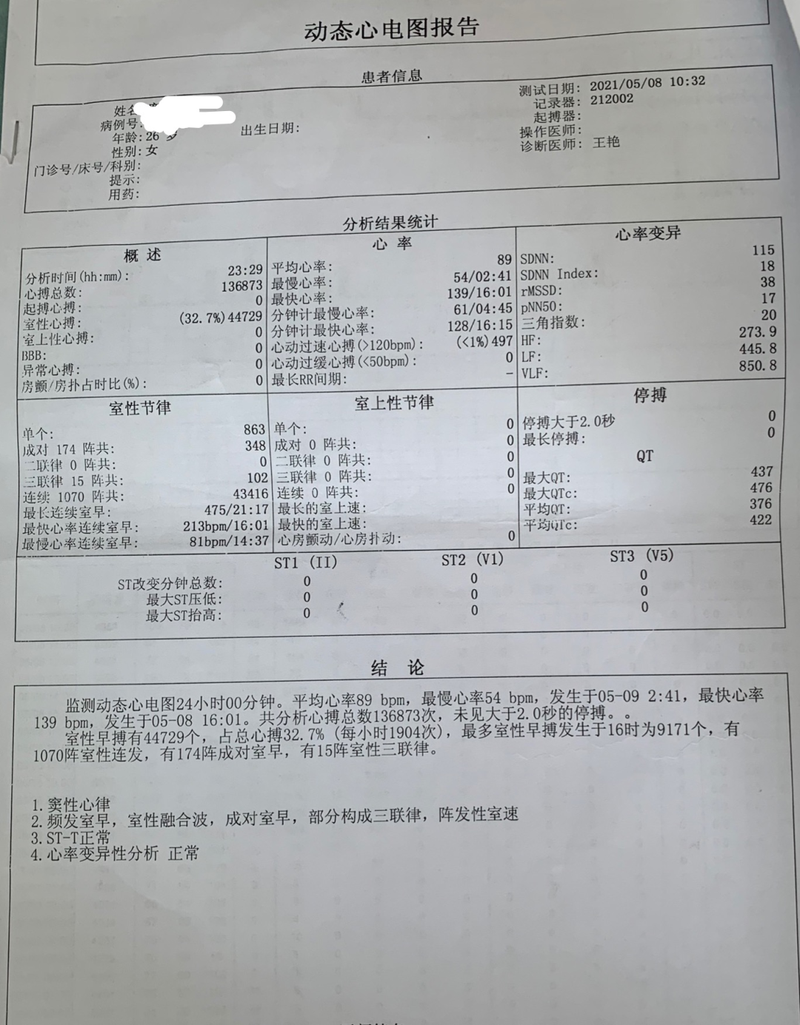 动态心电图报告
患者信息
姓名
病例号:
年龄: 26 岁
性别: 女
门诊号/床号/科别:
提示:
用药:
出生日期:
测试日期: 2021/05/08 10:32
记录器: 212002
起搏器:
操作医师:
诊断医师: 王艳
分析结果统计
概 述
分析时间(hh:mm): 23:29
心搏总数: 136873
起搏心搏: 0
室性心搏: (32.7%)44729
室上性心搏: 0
BBB: 0
异常心搏: 0
房颤/房扑占时比(%): 0
心 率
平均心率: 89
最慢心率: 54/02:41
最快心率: 139/16:01
分钟计最慢心率: 61/04:45
分钟计最快心率: 128/16:15
心动过速心搏(>120bpm): (<1%)497
心动过缓心搏(<50bpm): 0
最长RR间期: -
心率变异
SDNN: 115
SDNN Index: 18
rMSSD: 38
pNN50: 17
三角指数: 20
HF: 273.9
LF: 445.8
VLF: 850.8
室性节律
单个: 863
成对 174 阵共: 348
二联律 0 阵共: 0
三联律 15 阵共: 102
连续 1070 阵共: 43416
最长连续室早: 475/21:17
最快心率连续室早: 213bpm/16:01
最慢心率连续室早: 81bpm/14:37
室上性节律
单个: 0
成对 0 阵共: 0
二联律 0 阵共: 0
三联律 0 阵共: 0
连续 0 阵共: 0
最长的室上速:
最快的室上速:
心房颤动/心房扑动: 0
停搏
停搏大于2.0秒 0
最长停搏: 0
QT
最大QT: 437
最大QTc: 476
平均QT: 376
平均QTc: 422
ST1 (II) ST2 (V1) ST3 (V5)
ST改变分钟总数: 0 0 0
最大ST压低: 0 0 0
最大ST抬高: 0 0 0
结 论
监测动态心电图24小时00分钟。平均心率89 bpm, 最慢心率54 bpm, 发生于05-09 2:41, 最快心率
139 bpm, 发生于05-08 16:01。共分析心搏总数136873次, 未见大于2.0秒的停搏。。
室性早搏有44729个, 占总心搏32.7% (每小时1904次), 最多室性早搏发生于16时为9171个, 有
1070阵室性连发, 有174阵成对室早, 有15阵室性三联律。
1. 窦性心律
2. 频发室早, 室性融合波, 成对室早, 部分构成三联律, 阵发性室速
3. ST-T正常
4. 心率变异性分析 正常